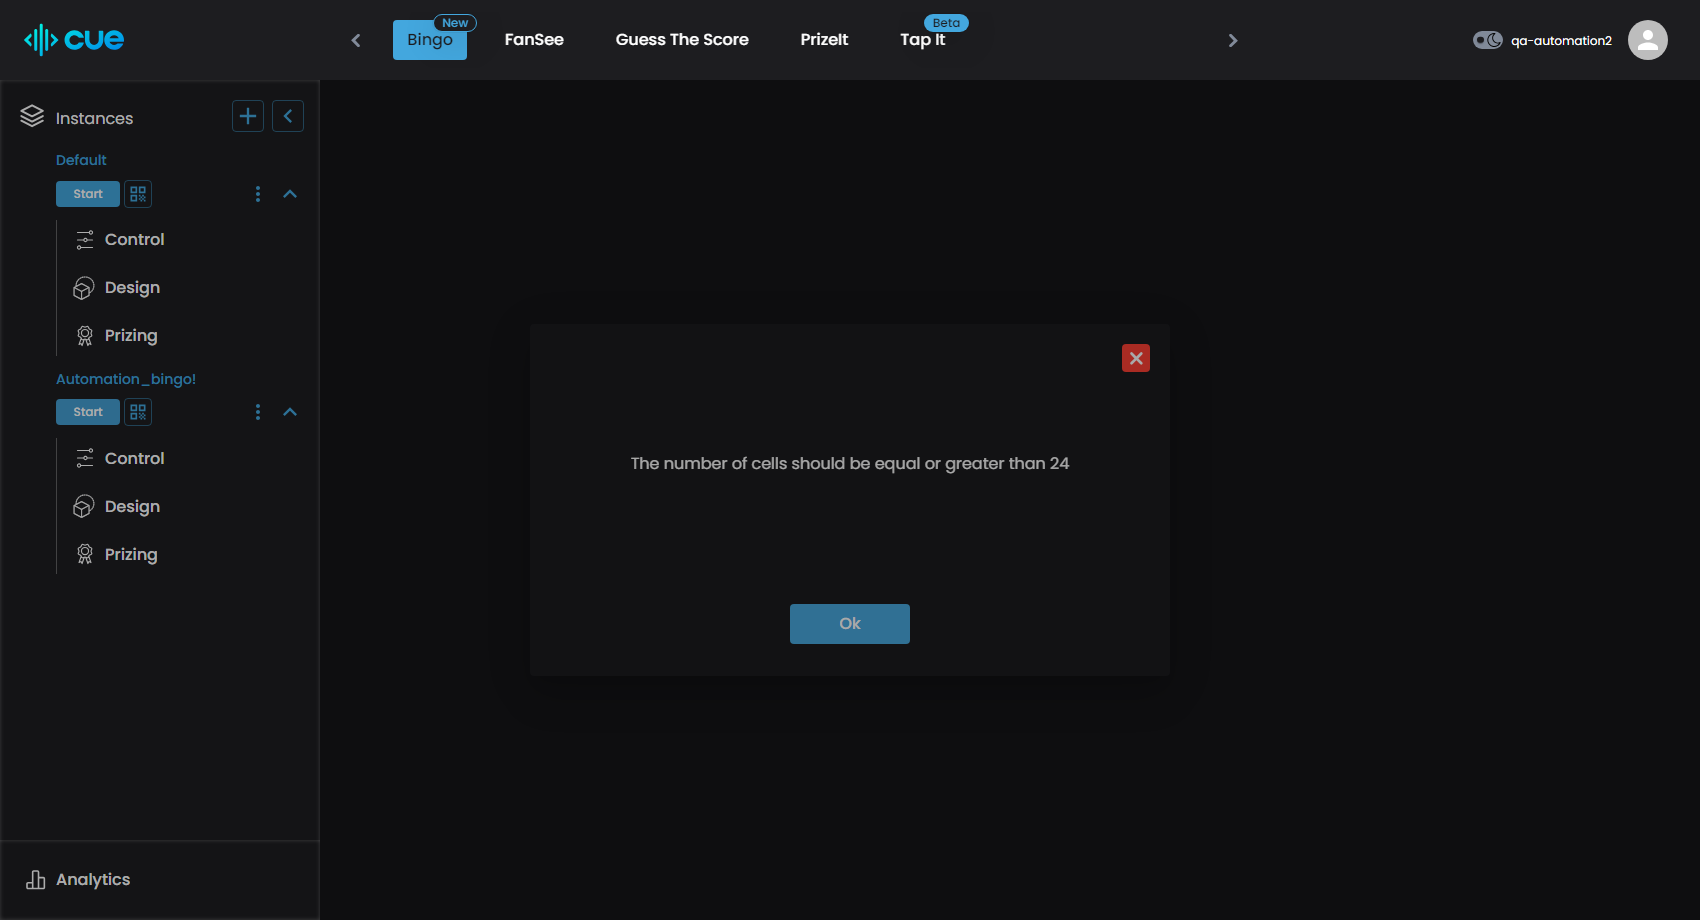 cue
Bingo
New
FanSee
Guess The Score
PrizeIt
Tap It
Beta
qa-automation2
Instances
Default
Start
Control
Design
Prizing
Automation_bingo!
Start
Control
Design
Prizing
Analytics
The number of cells should be equal or greater than 24
Ok